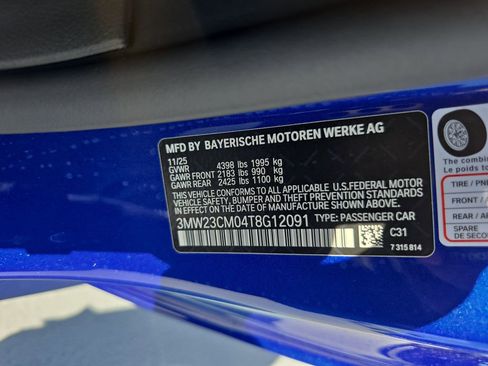 MFD BY BAYERISCHE MOTOREN WERKE AG
11/25
GVWR 4398 lbs 1995 kg
GAWR FRONT 2183 lbs 990 kg
GAWR REAR 2425 lbs 1100 kg
THIS VEHICLE CONFORMS TO ALL APPLICABLE U.S.FEDERAL MOTOR
VEHICLE SAFETY, BUMPER, AND THEFT PREVENTION STANDARDS
IN EFFECT ON THE DATE OF MANUFACTURE SHOWN ABOVE.
3MW23CM04T8G12091 TYPE: PASSENGER CAR
C31
7 315 814
The combine
Le poids to
TIRE / PNE
FRONT /
REAR / AR
SPARE
DE SECO